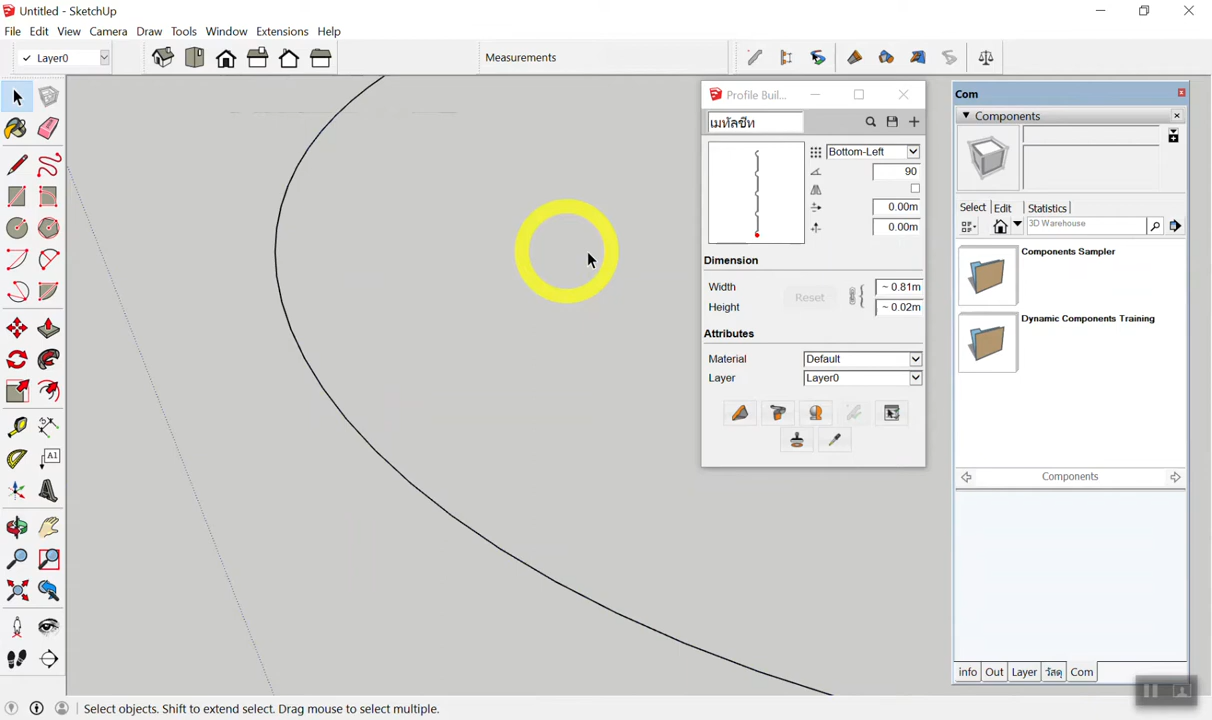 Untitled - SketchUp
File Edit View Camera Draw Tools Window Extensions Help
Layer0
Measurements
Profile Buil...
เมทัลชีท
Bottom-Left
90
0.00m
0.00m
Dimension
Width
~ 0.81m
Reset
Height
~ 0.02m
Attributes
Material
Default
Layer
Layer0
Com
Components
Select Edit Statistics
3D Warehouse
Components Sampler
Dynamic Components Training
Components
info Out Layer วัสดุ Com
A1
Select objects. Shift to extend select. Drag mouse to select multiple.